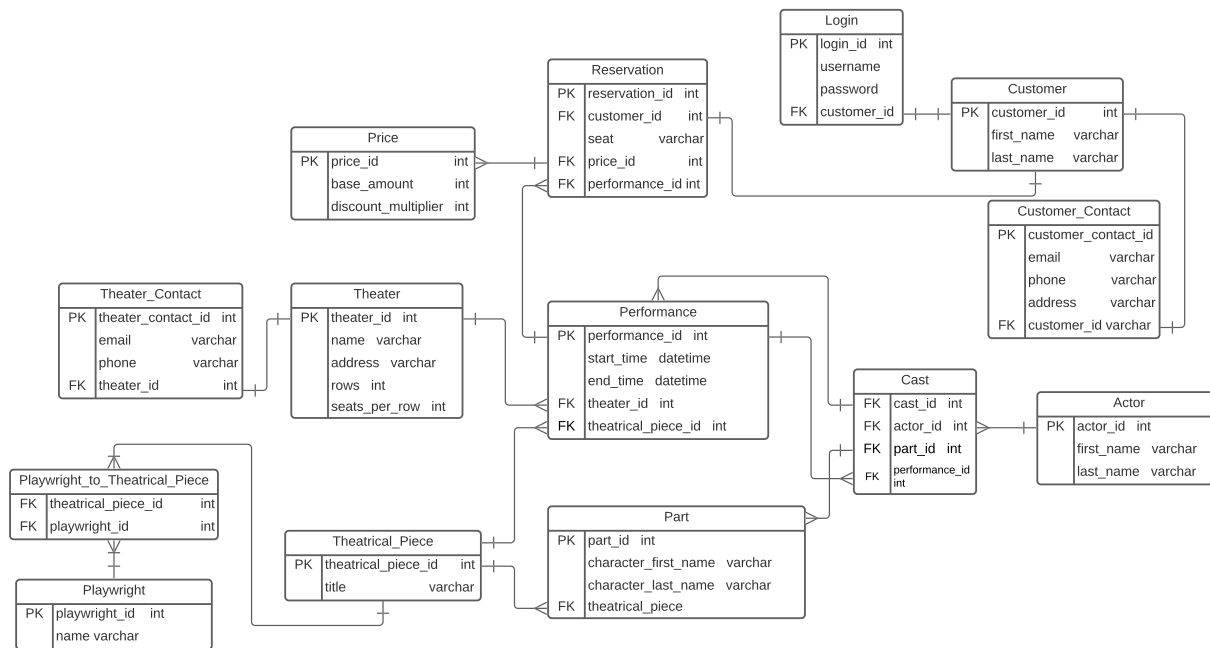 Login
PK login_id int
username
password
FK customer_id
Reservation
PK reservation_id int
FK customer_id int
seat varchar
FK price_id int
FK performance_id int
Customer
PK customer_id int
first_name varchar
last_name varchar
Price
PK price_id int
base_amount int
discount_multiplier int
Customer_Contact
PK customer_contact_id
email varchar
phone varchar
address varchar
FK customer_id varchar
Theater_Contact
PK theater_contact_id int
email varchar
phone varchar
FK theater_id int
Theater
PK theater_id int
name varchar
address varchar
rows int
seats_per_row int
Performance
PK performance_id int
start_time datetime
end_time datetime
FK theater_id int
FK theatrical_piece_id int
Cast
FK cast_id int
FK actor_id int
FK part_id int
FK performance_id
int
Actor
PK actor_id int
first_name varchar
last_name varchar
Playwright_to_Theatrical_Piece
FK theatrical_piece_id int
FK playwright_id int
Theatrical_Piece
PK theatrical_piece_id int
title varchar
Part
PK part_id int
character_first_name varchar
character_last_name varchar
FK theatrical_piece
Playwright
PK playwright_id int
name varchar